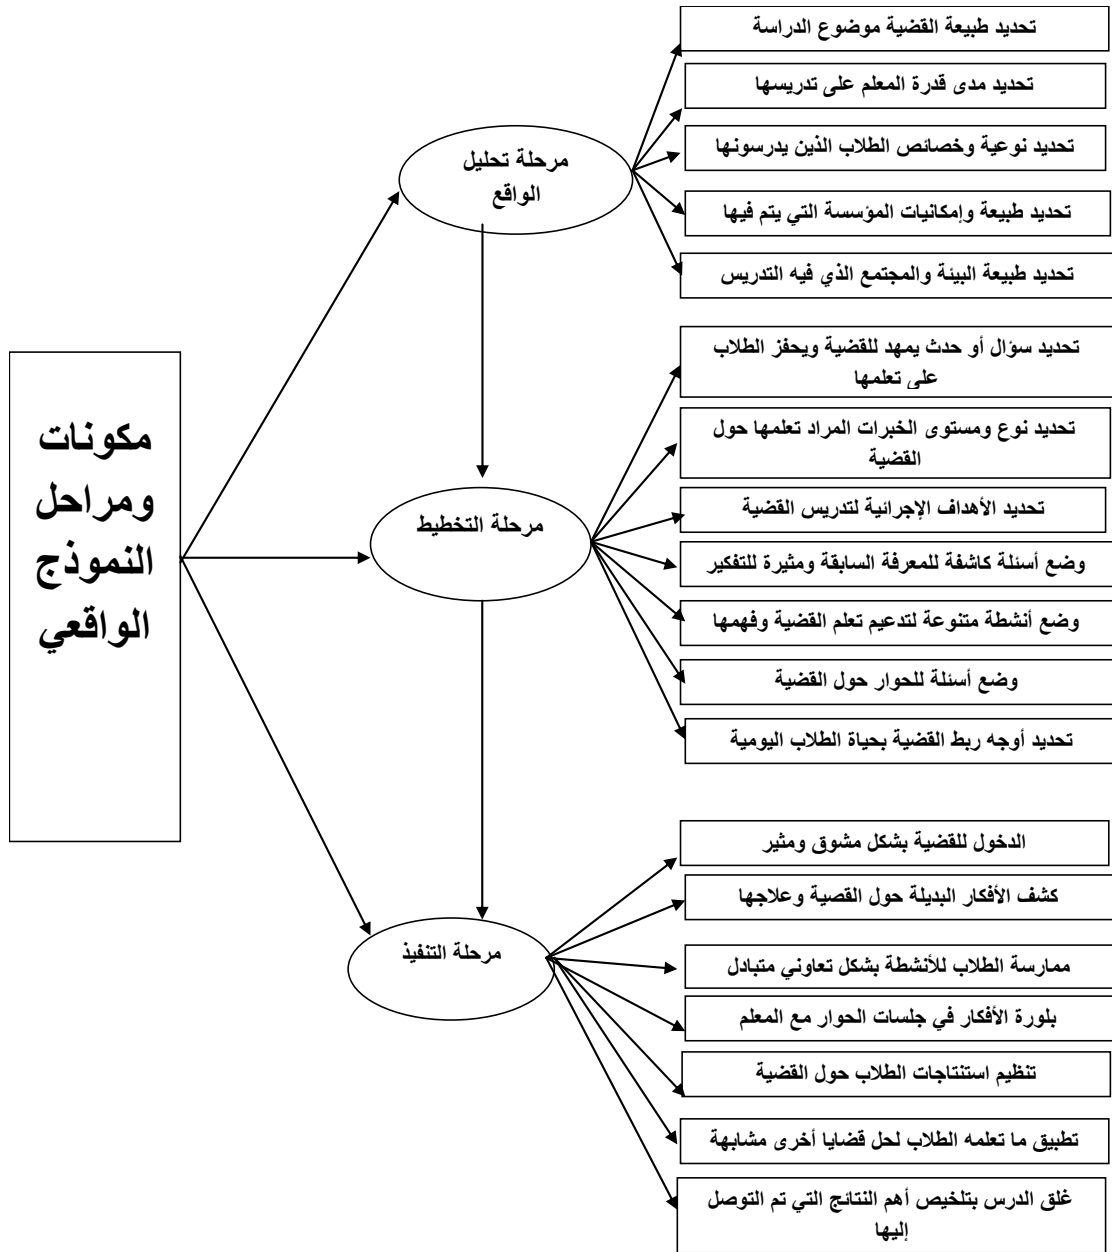 مكونات
ومراحل
النموذج
الواقعي
مرحلة تحليل
الواقع
تحديد طبيعة القضية موضوع الدراسة
تحديد مدى قدرة المعلم على تدريسها
تحديد نوعية وخصائص الطلاب الذين يدرسونها
تحديد طبيعة وإمكانيات المؤسسة التي يتم فيها
تحديد طبيعة البيئة والمجتمع الذي فيه التدريس
مرحلة التخطيط
تحديد سؤال أو حدث يمهد للقضية ويحفز الطلاب
على تعلمها
تحديد نوع ومستوى الخبرات المراد تعلمها حول
القضية
تحديد الأهداف الإجرائية لتدريس القضية
وضع أسئلة كاشفة للمعرفة السابقة ومثيرة للتفكير
وضع أنشطة متنوعة لتدعيم تعلم القضية وفهمها
وضع أسئلة للحوار حول القضية
تحديد أوجه ربط القضية بحياة الطلاب اليومية
مرحلة التنفيذ
الدخول للقضية بشكل مشوق ومثير
كشف الأفكار البديلة حول القصية وعلاجها
ممارسة الطلاب للأنشطة بشكل تعاوني متبادل
بلورة الأفكار في جلسات الحوار مع المعلم
تنظيم استنتاجات الطلاب حول القضية
تطبيق ما تعلمه الطلاب لحل قضايا أخرى مشابهة
غلق الدرس بتلخيص أهم النتائج التي تم التوصل
إليها